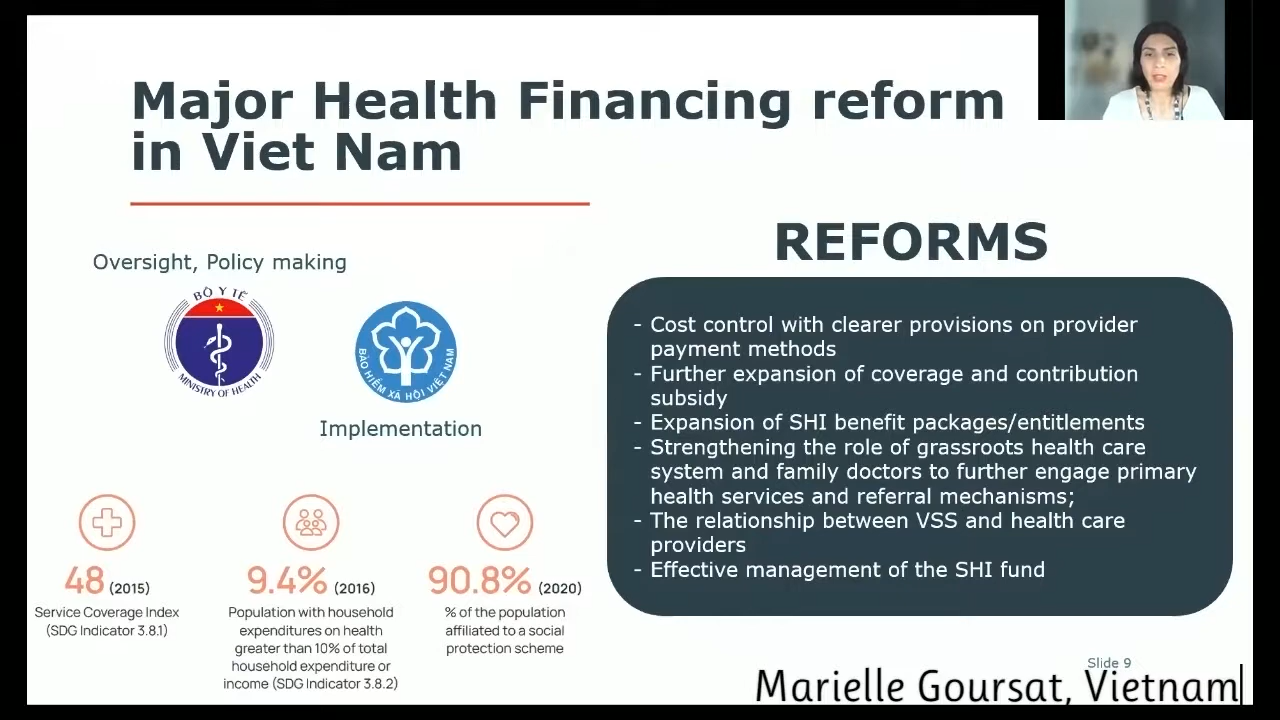 Major Health Financing reform
in Viet Nam
Oversight, Policy making
BỘ Y TẾ
MINISTRY OF HEALTH
BẢO HIỂM XÃ HỘI VIỆT NAM
Implementation
48 (2015)
Service Coverage Index
(SDG Indicator 3.8.1)
9.4% (2016)
Population with household
expenditures on health
greater than 10% of total
household expenditure or
income (SDG Indicator 3.8.2)
90.8% (2020)
% of the population
affiliated to a social
protection scheme
REFORMS
- Cost control with clearer provisions on provider
payment methods
- Further expansion of coverage and contribution
subsidy
- Expansion of SHI benefit packages/entitlements
- Strengthening the role of grassroots health care
system and family doctors to further engage primary
health services and referral mechanisms;
- The relationship between VSS and health care
providers
- Effective management of the SHI fund
Slide 9
Marielle Goursat, Vietnam